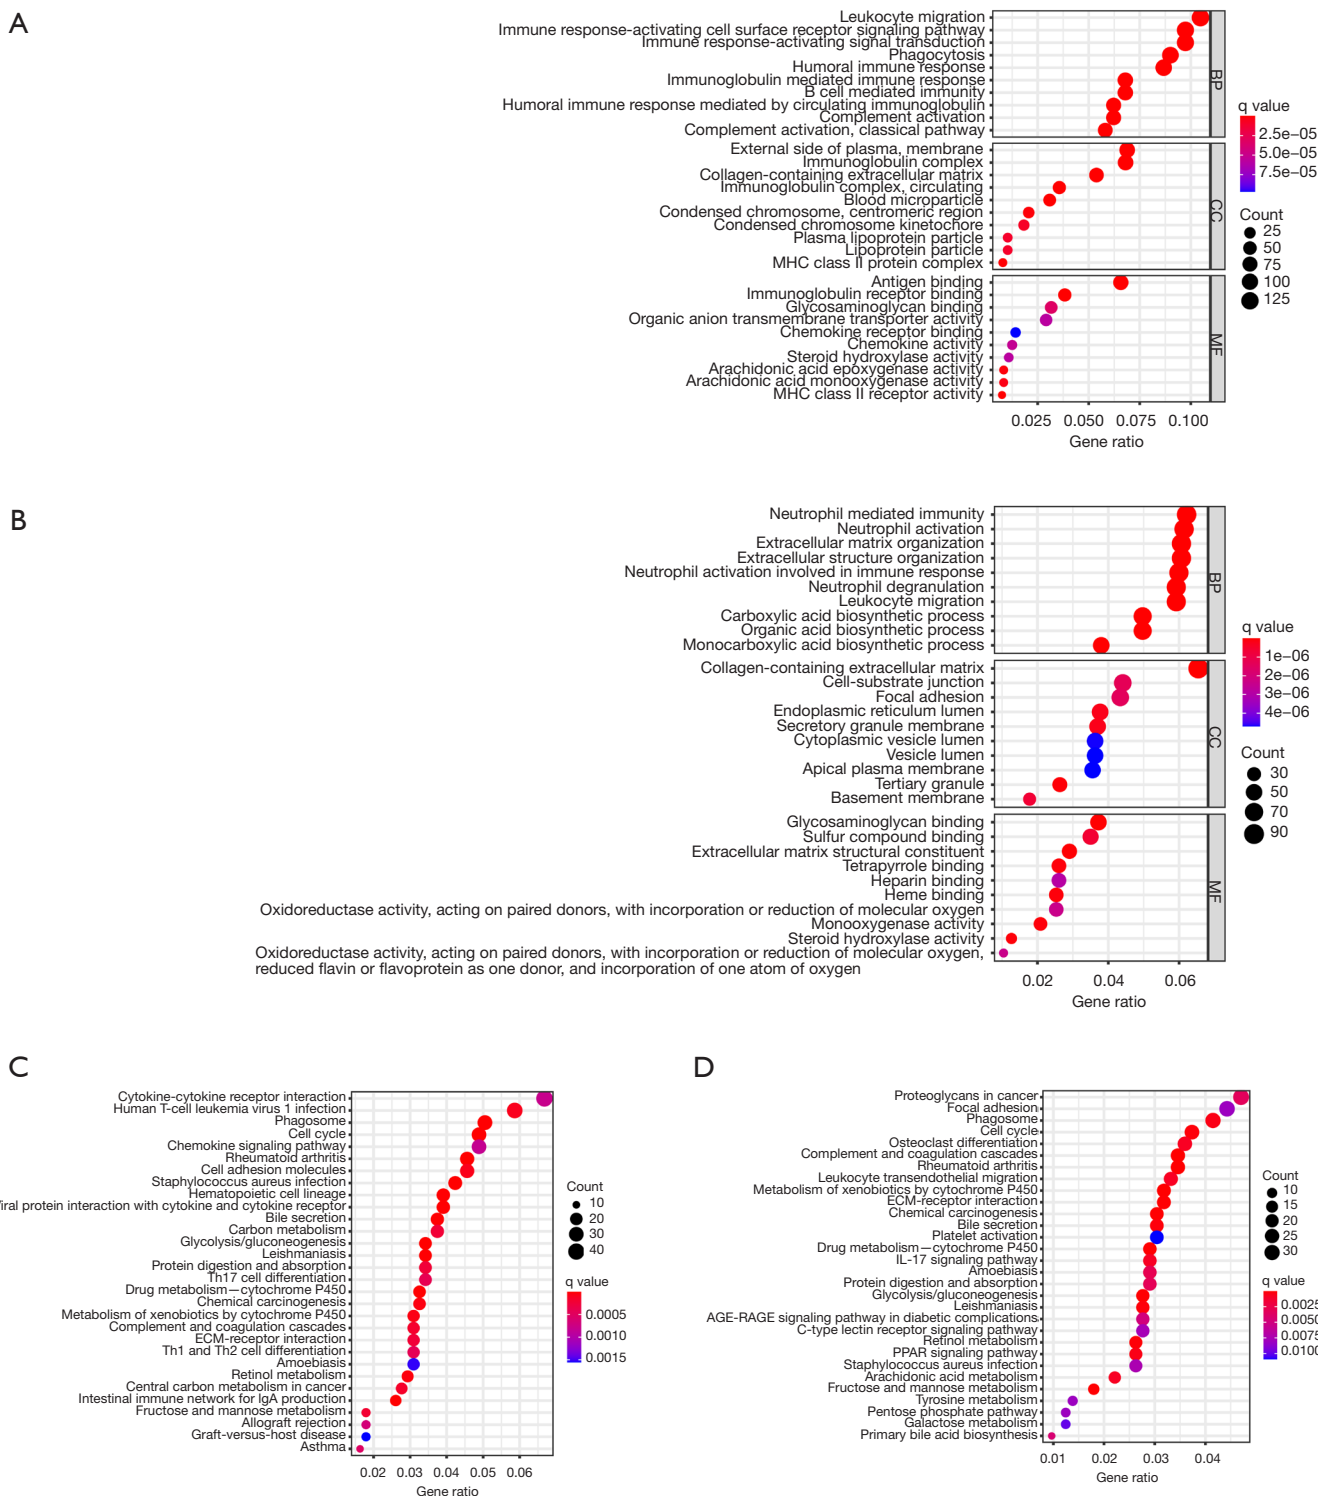 A
Leukocyte migration
Immune response-activating cell surface receptor signaling pathway
Immune response-activating signal transduction
Phagocytosis
Humoral immune response
Immunoglobulin mediated immune response
B cell mediated immunity
Humoral immune response mediated by circulating immunoglobulin
Complement activation
Complement activation, classical pathway
BP
External side of plasma, membrane
Immunoglobulin complex
Collagen-containing extracellular matrix
Immunoglobulin complex, circulating
Blood microparticle
Condensed chromosome, centromeric region
Condensed chromosome kinetochore
Plasma lipoprotein particle
Lipoprotein particle
MHC class II protein complex
CC
Antigen binding
Immunoglobulin receptor binding
Glycosaminoglycan binding
Organic anion transmembrane transporter activity
Chemokine receptor binding
Chemokine activity
Steroid hydroxylase activity
Arachidonic acid epoxygenase activity
Arachidonic acid monooxygenase activity
MHC class II receptor activity
MF
0.025 0.050 0.075 0.100
Gene ratio
q value
2.5e−05
5.0e−05
7.5e−05
Count
25
50
75
100
125
B
Neutrophil mediated immunity
Neutrophil activation
Extracellular matrix organization
Extracellular structure organization
Neutrophil activation involved in immune response
Neutrophil degranulation
Leukocyte migration
Carboxylic acid biosynthetic process
Organic acid biosynthetic process
Monocarboxylic acid biosynthetic process
BP
Collagen-containing extracellular matrix
Cell-substrate junction
Focal adhesion
Endoplasmic reticulum lumen
Secretory granule membrane
Cytoplasmic vesicle lumen
Vesicle lumen
Apical plasma membrane
Tertiary granule
Basement membrane
CC
Glycosaminoglycan binding
Sulfur compound binding
Extracellular matrix structural constituent
Tetrapyrrole binding
Heparin binding
Heme binding
Oxidoreductase activity, acting on paired donors, with incorporation or reduction of molecular oxygen
Monooxygenase activity
Steroid hydroxylase activity
Oxidoreductase activity, acting on paired donors, with incorporation or reduction of molecular oxygen,
reduced flavin or flavoprotein as one donor, and incorporation of one atom of oxygen
MF
0.02 0.04 0.06
Gene ratio
q value
1e−06
2e−06
3e−06
4e−06
Count
30
50
70
90
C
Cytokine-cytokine receptor interaction
Human T-cell leukemia virus 1 infection
Phagosome
Cell cycle
Chemokine signaling pathway
Rheumatoid arthritis
Cell adhesion molecules
Staphylococcus aureus infection
Hematopoietic cell lineage
iral protein interaction with cytokine and cytokine receptor
Bile secretion
Carbon metabolism
Glycolysis/gluconeogenesis
Leishmaniasis
Protein digestion and absorption
Th17 cell differentiation
Drug metabolism—cytochrome P450
Chemical carcinogenesis
Metabolism of xenobiotics by cytochrome P450
Complement and coagulation cascades
ECM-receptor interaction
Th1 and Th2 cell differentiation
Amoebiasis
Retinol metabolism
Central carbon metabolism in cancer
Intestinal immune network for IgA production
Fructose and mannose metabolism
Allograft rejection
Graft-versus-host disease
Asthma
0.02 0.03 0.04 0.05 0.06
Gene ratio
Count
10
20
30
40
q value
0.0005
0.0010
0.0015
D
Proteoglycans in cancer
Focal adhesion
Phagosome
Cell cycle
Osteoclast differentiation
Complement and coagulation cascades
Rheumatoid arthritis
Leukocyte transendothelial migration
Metabolism of xenobiotics by cytochrome P450
ECM-receptor interaction
Chemical carcinogenesis
Bile secretion
Platelet activation
Drug metabolism—cytochrome P450
IL-17 signaling pathway
Amoebiasis
Protein digestion and absorption
Glycolysis/gluconeogenesis
Leishmaniasis
AGE-RAGE signaling pathway in diabetic complications
C-type lectin receptor signaling pathway
Retinol metabolism
PPAR signaling pathway
Staphylococcus aureus infection
Arachidonic acid metabolism
Fructose and mannose metabolism
Tyrosine metabolism
Pentose phosphate pathway
Galactose metabolism
Primary bile acid biosynthesis
0.01 0.02 0.03 0.04
Gene ratio
Count
10
15
20
25
30
q value
0.0025
0.0050
0.0075
0.0100